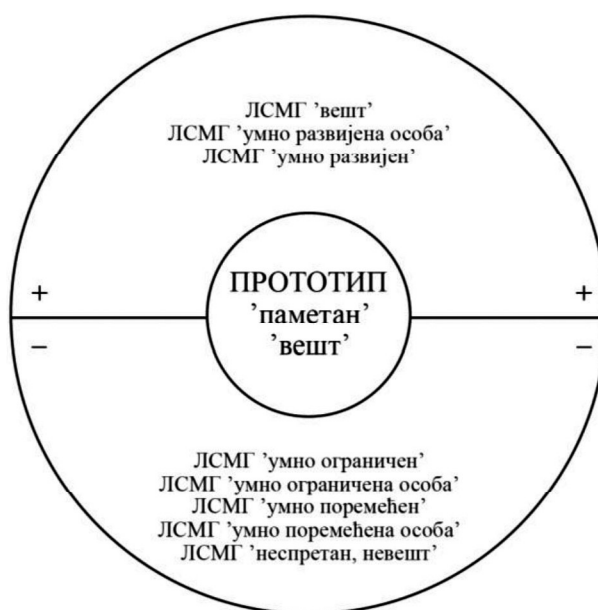 ЛСМГ ’вешт’
ЛСМГ ’умно развијена особа’
ЛСМГ ’умно развијен’
+ +
ПРОТОТИП
’паметан’
’вешт’
− −
ЛСМГ ’умно ограничен’
ЛСМГ ’умно ограничена особа’
ЛСМГ ’умно поремећен’
ЛСМГ ’умно поремећена особа’
ЛСМГ ’неспретан, невешт’